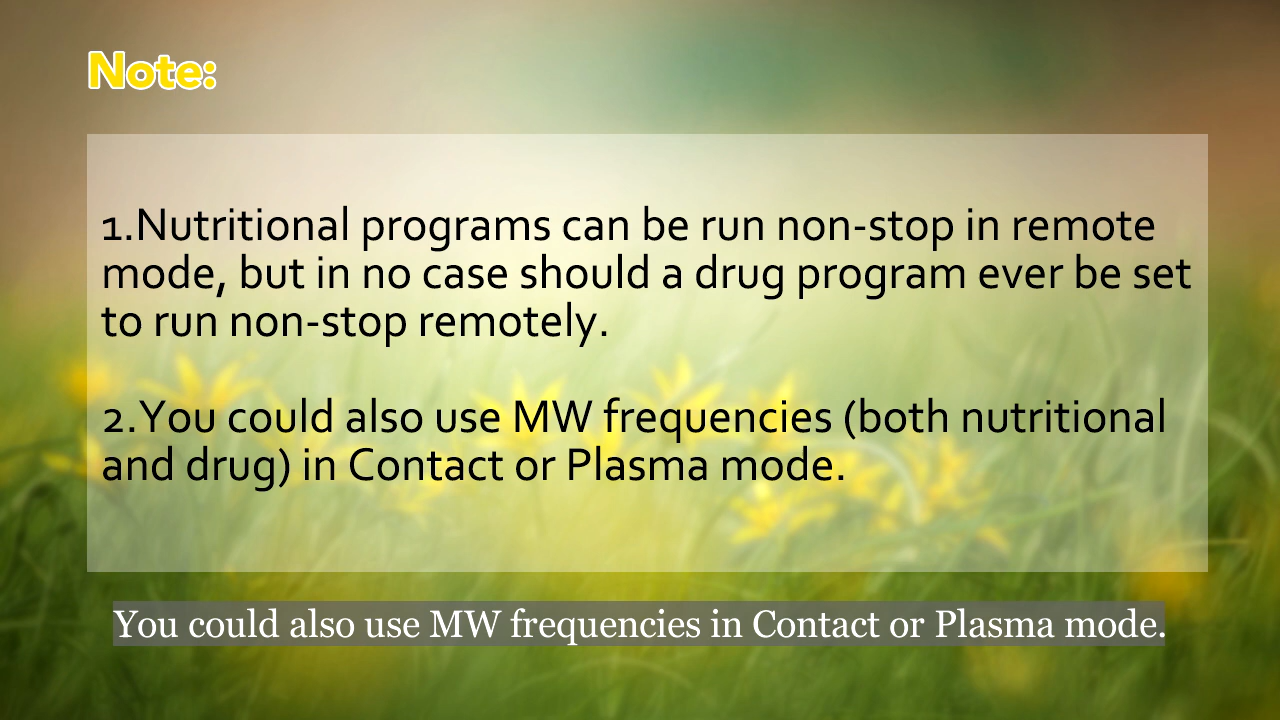 Note:
1.Nutritional programs can be run non-stop in remote
mode, but in no case should a drug program ever be set
to run non-stop remotely.
2.You could also use MW frequencies (both nutritional
and drug) in Contact or Plasma mode.
You could also use MW frequencies in Contact or Plasma mode.